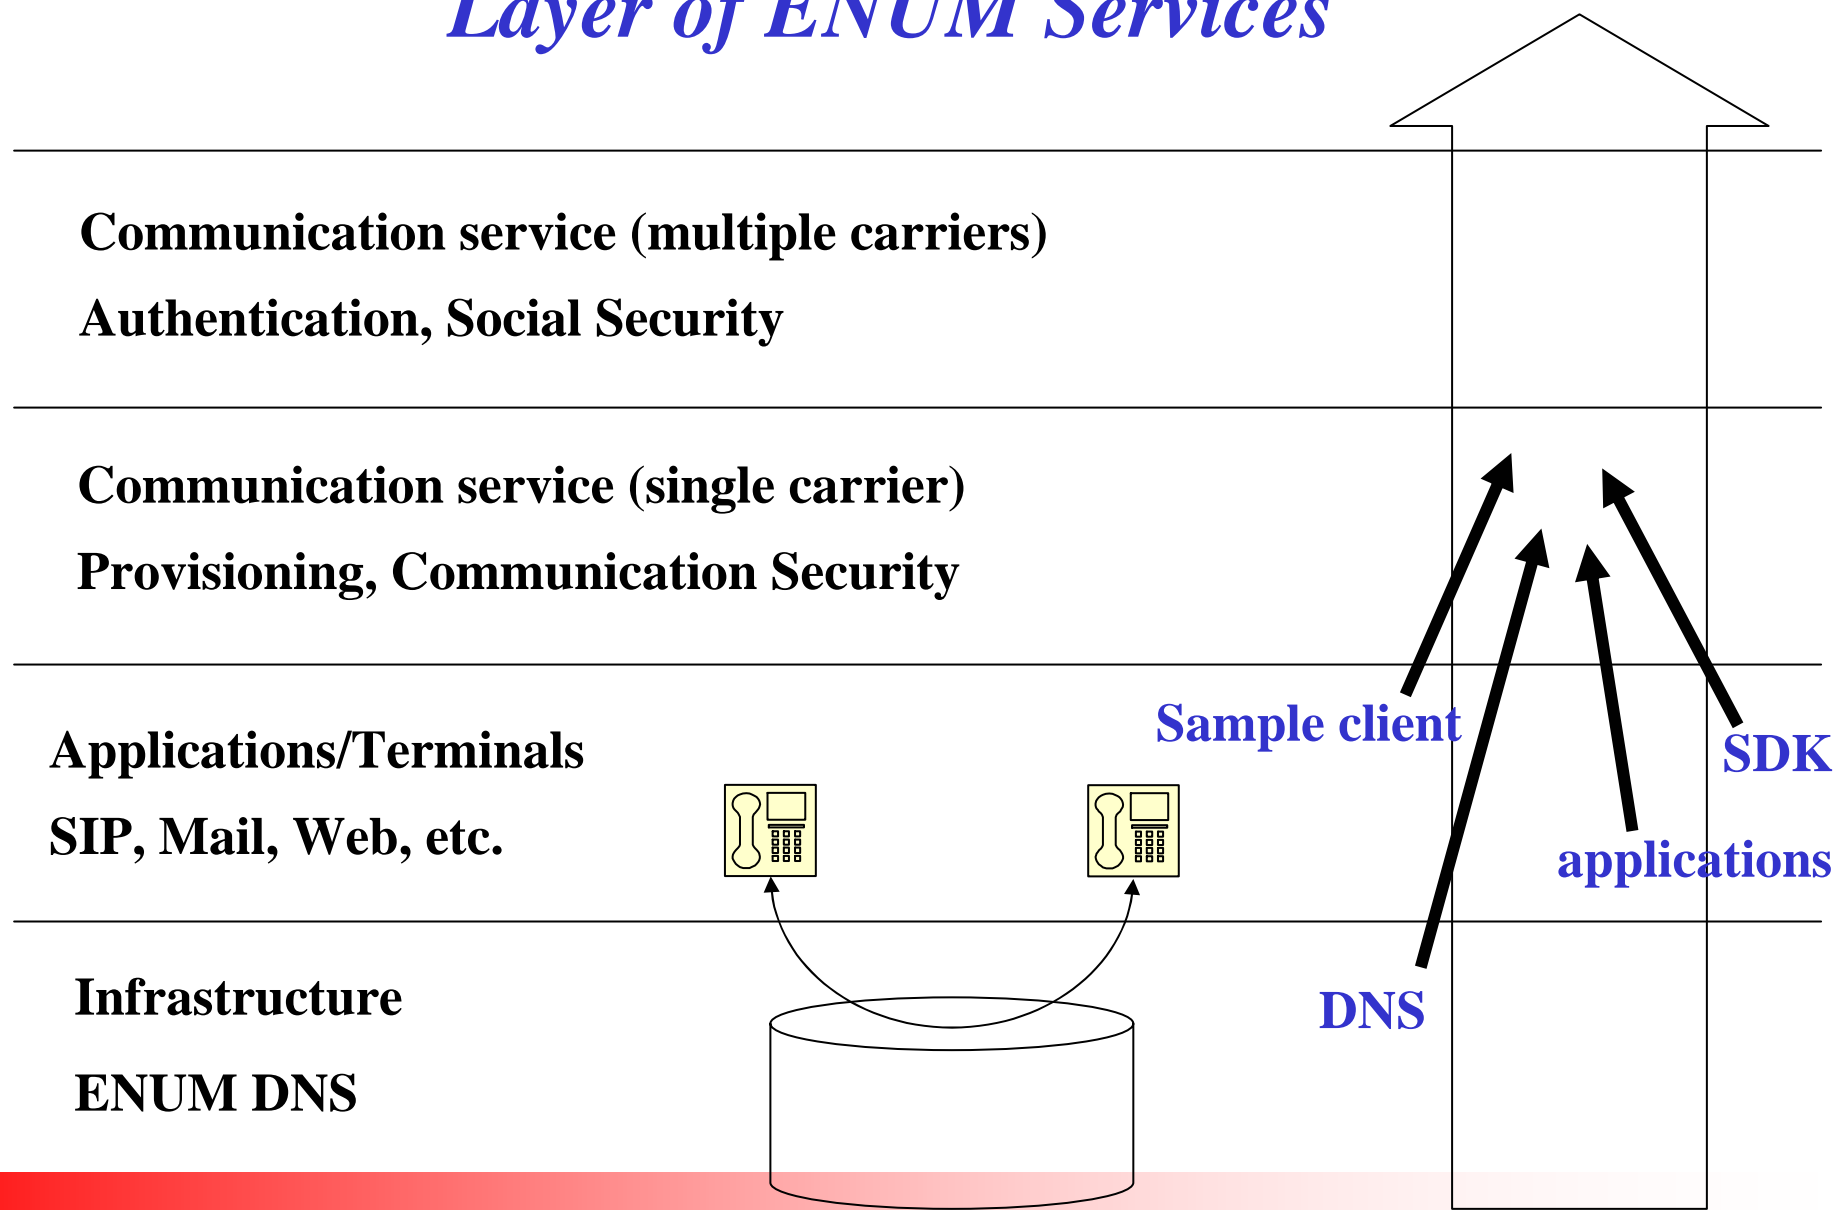 Layer of ENUM Services
Communication service (multiple carriers)
Authentication, Social Security
Communication service (single carrier)
Provisioning, Communication Security
Sample client
SDK
Applications/Terminals
SIP, Mail, Web, etc.
applications
Infrastructure
DNS
ENUM DNS